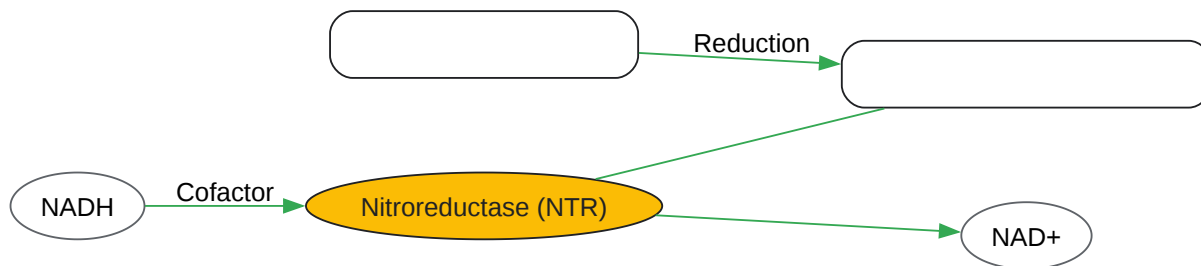 Reduction
NADH
Cofactor
Nitroreductase (NTR)
NAD+